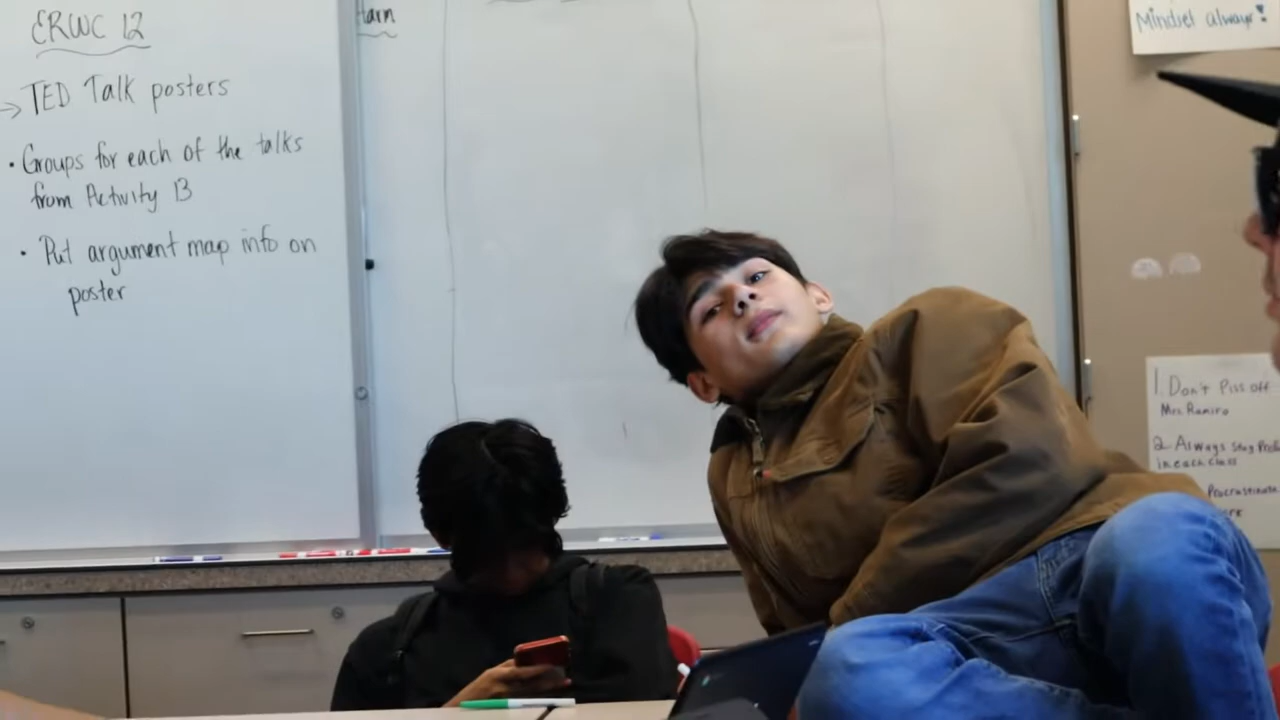 ERWC 12
→ TED Talk posters
• Groups for each of the talks
from Activity 13
• Put argument map info on
poster
Mindset always!
1. Don't Piss off
Mrs. Ramiro
2. Always stay
in each class
Procrastinate